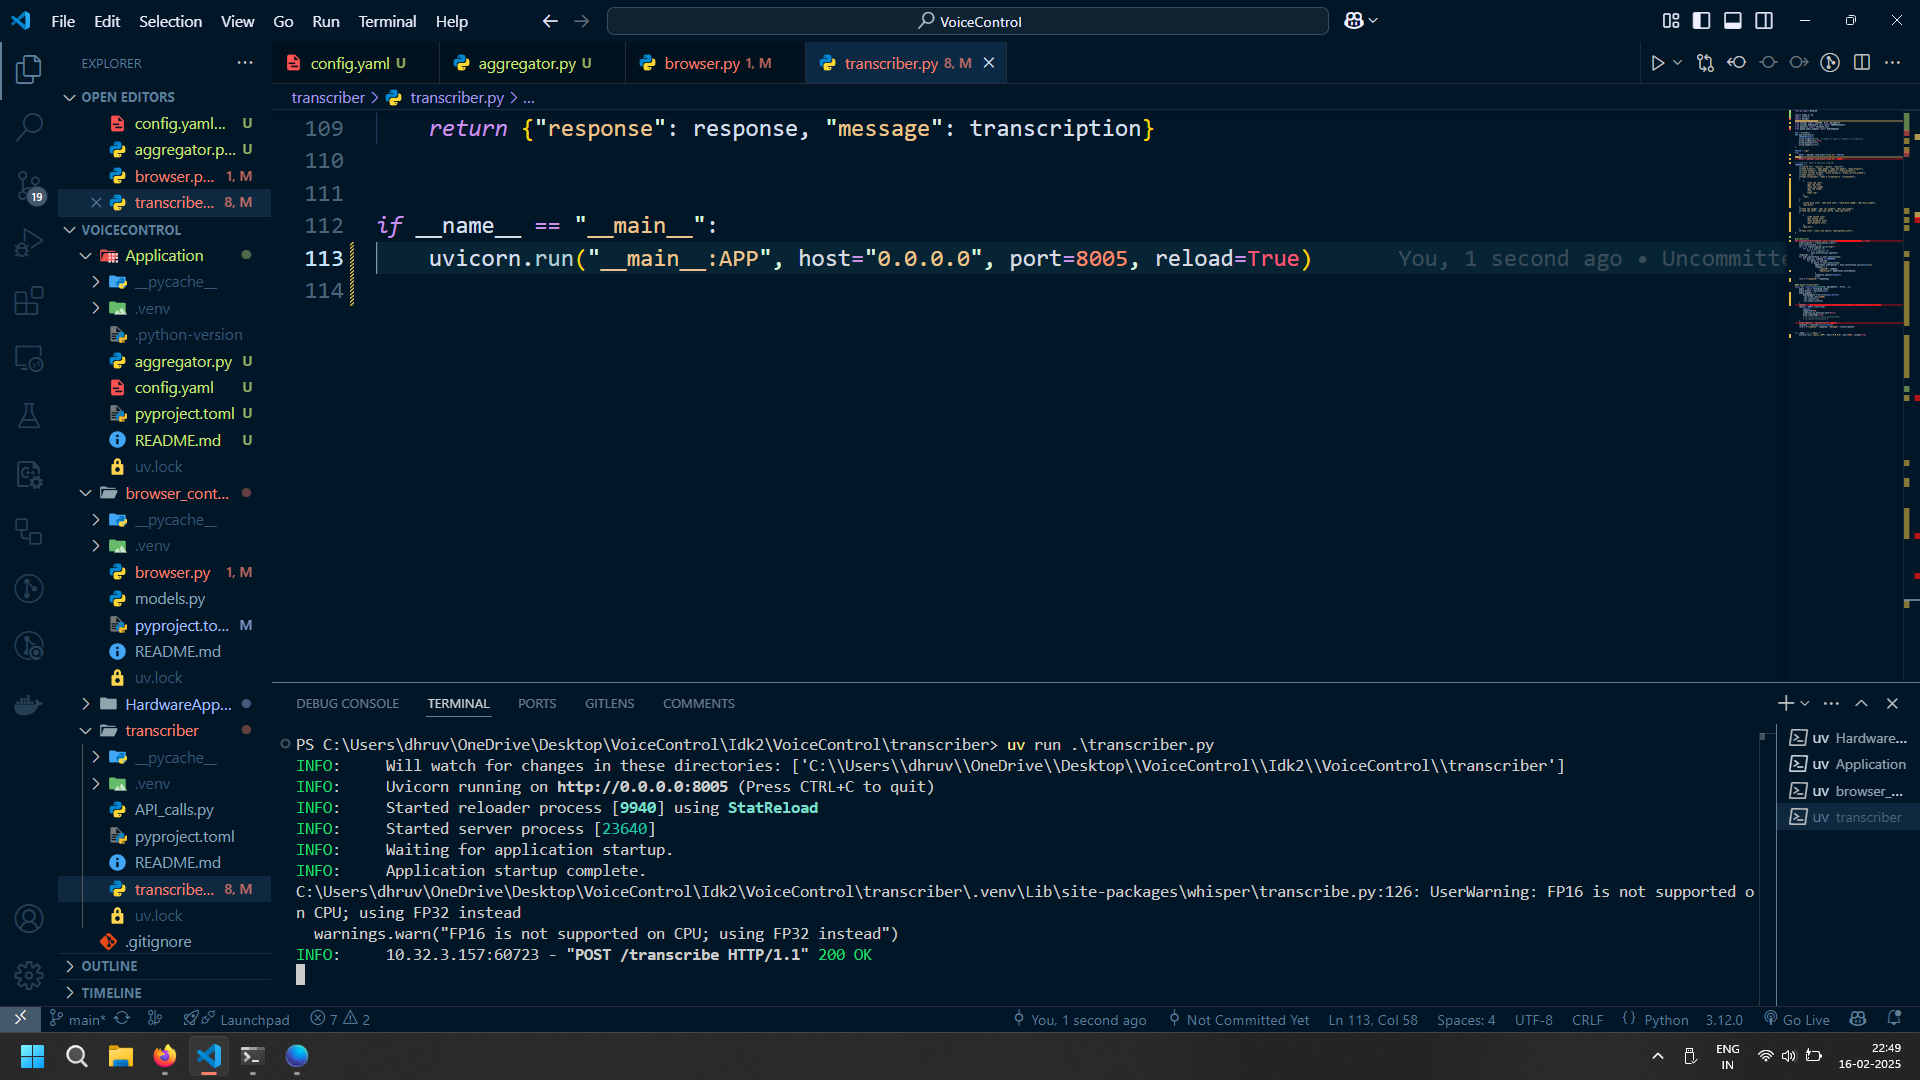 File Edit Selection View Go Run Terminal Help
VoiceControl
EXPLORER
OPEN EDITORS
config.yaml... U
aggregator.p... U
browser.p... 1, M
transcribe... 8, M
VOICECONTROL
Application
__pycache__
.venv
.python-version
aggregator.py U
config.yaml U
pyproject.toml U
README.md U
uv.lock
browser_cont...
__pycache__
.venv
browser.py 1, M
models.py
pyproject.to... M
README.md
uv.lock
HardwareApp...
transcriber
__pycache__
.venv
API_calls.py
pyproject.toml
README.md
transcribe... 8, M
uv.lock
.gitignore
OUTLINE
TIMELINE
19
config.yaml U aggregator.py U browser.py 1, M transcriber.py 8, M
transcriber > transcriber.py > ...
109 return {"response": response, "message": transcription}
110
111
112 if __name__ == "__main__":
113 uvicorn.run("__main__:APP", host="0.0.0.0", port=8005, reload=True) You, 1 second ago • Uncommitte
114
DEBUG CONSOLE TERMINAL PORTS GITLENS COMMENTS
PS C:\Users\dhruv\OneDrive\Desktop\VoiceControl\Idk2\VoiceControl\transcriber> uv run .\transcriber.py
INFO: Will watch for changes in these directories: ['C:\\Users\\dhruv\\OneDrive\\Desktop\\VoiceControl\\Idk2\\VoiceControl\\transcriber']
INFO: Uvicorn running on http://0.0.0.0:8005 (Press CTRL+C to quit)
INFO: Started reloader process [9940] using StatReload
INFO: Started server process [23640]
INFO: Waiting for application startup.
INFO: Application startup complete.
C:\Users\dhruv\OneDrive\Desktop\VoiceControl\Idk2\VoiceControl\transcriber\.venv\Lib\site-packages\whisper\transcribe.py:126: UserWarning: FP16 is not supported o
n CPU; using FP32 instead
warnings.warn("FP16 is not supported on CPU; using FP32 instead")
INFO: 10.32.3.157:60723 - "POST /transcribe HTTP/1.1" 200 OK
uv Hardware...
uv Application
uv browser_...
uv transcriber
main* Launchpad 7 2 You, 1 second ago Not Committed Yet Ln 113, Col 58 Spaces: 4 UTF-8 CRLF {} Python 3.12.0 Go Live
ENG
IN
22:49
16-02-2025